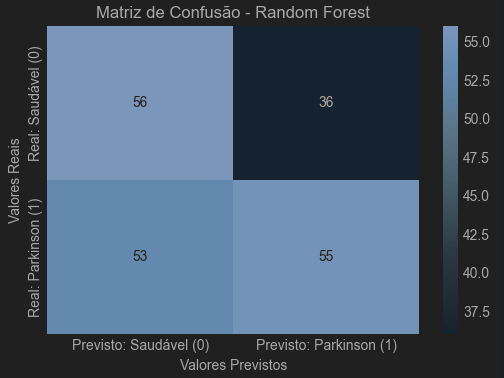 Matriz de Confusão - Random Forest
Valores Reais
Real: Saudável (0)
Real: Parkinson (1)
56
36
53
55
Previsto: Saudável (0)
Previsto: Parkinson (1)
Valores Previstos
55.0
52.5
50.0
47.5
45.0
42.5
40.0
37.5